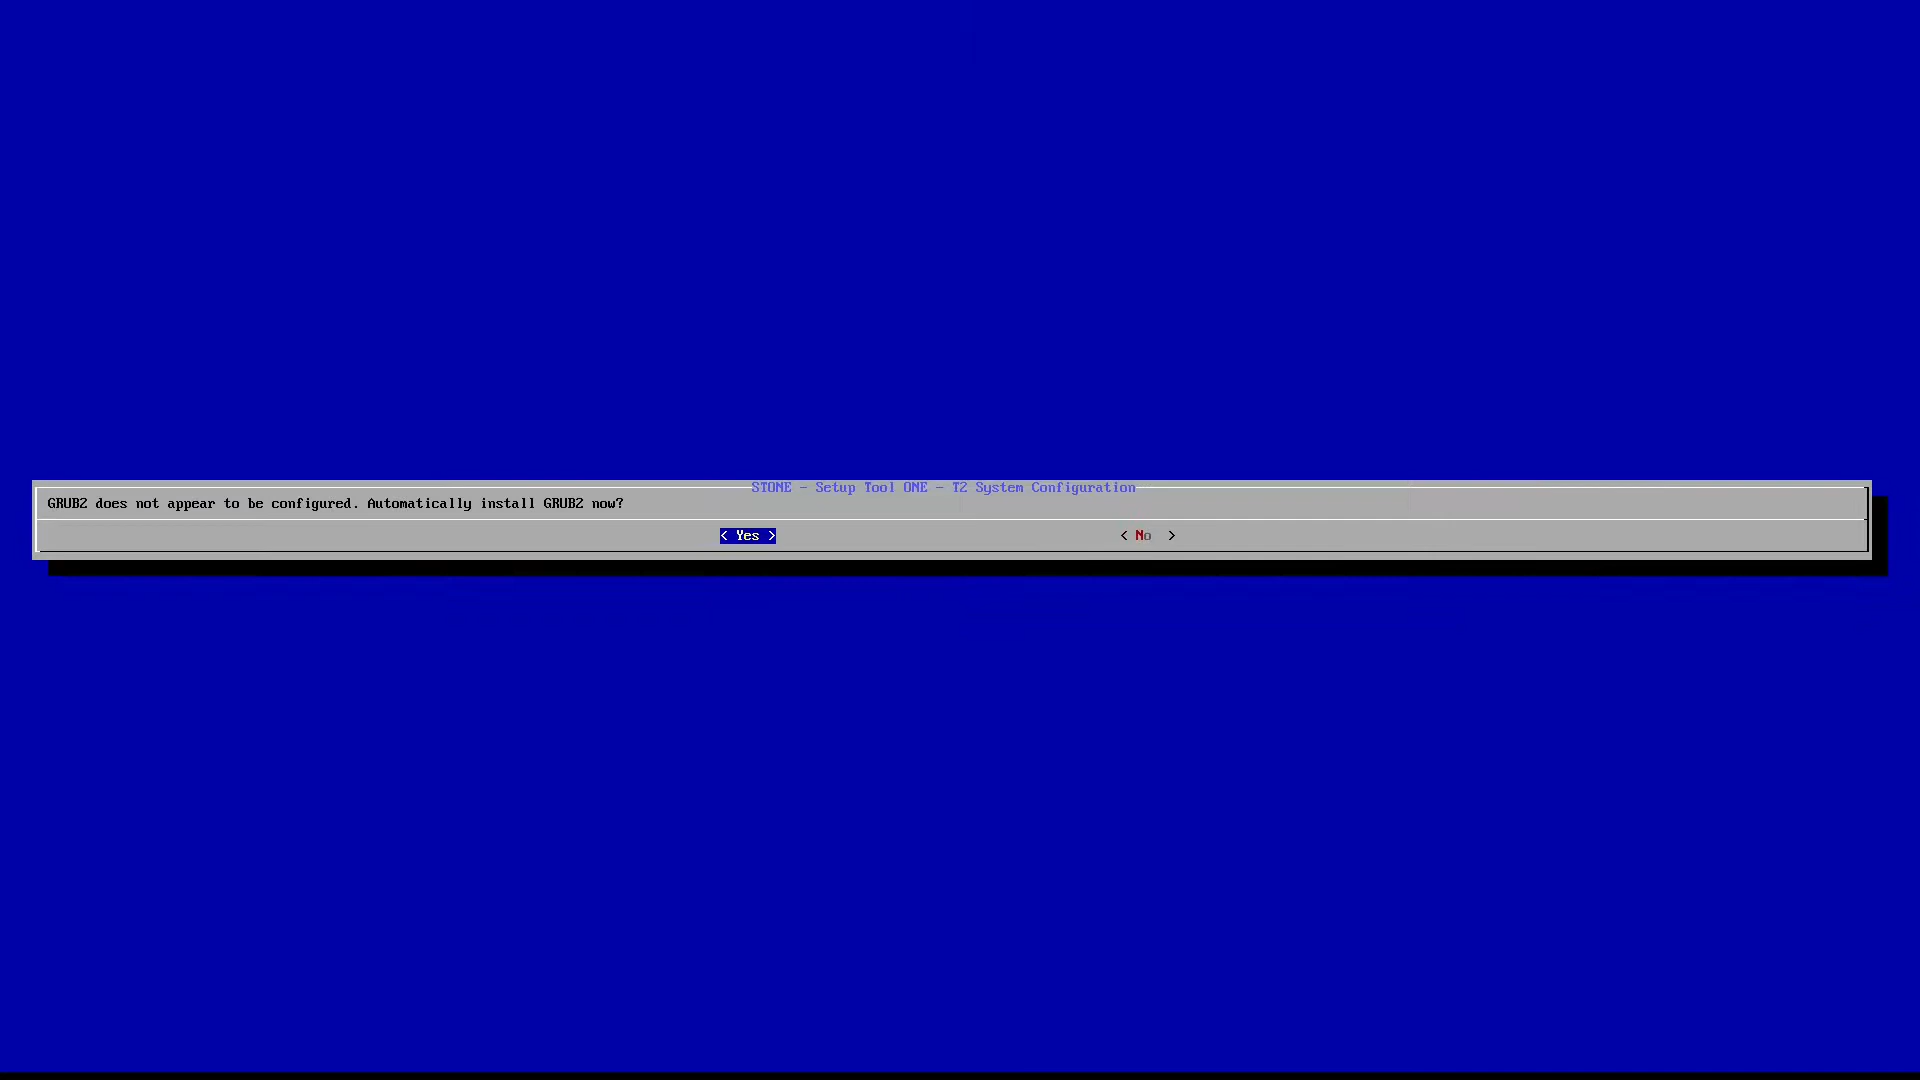 STONE - Setup Tool ONE - T2 System Configuration
GRUB2 does not appear to be configured. Automatically install GRUB2 now?
< Yes > < No >